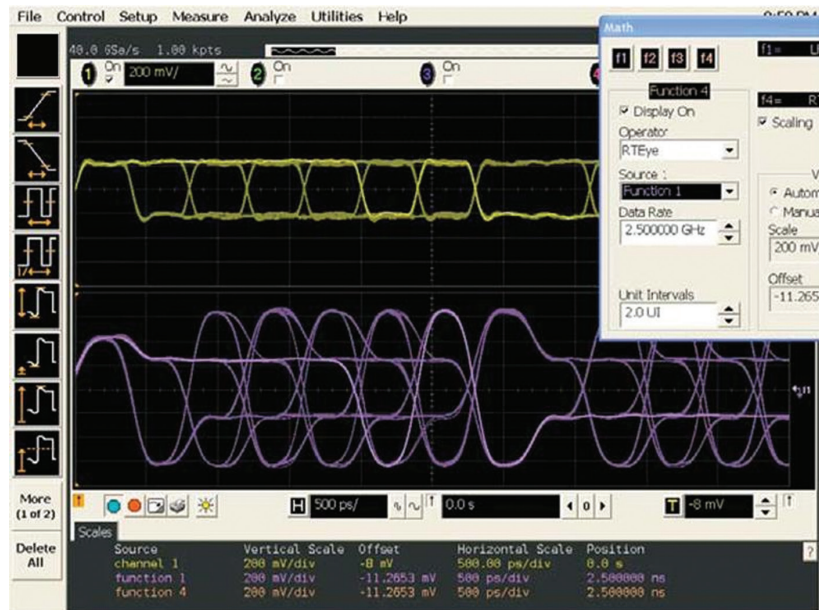 File Control Setup Measure Analyze Utilities Help
40.0 GSa/s 1.00 kpts
1 On 200 mV/ 2 On 3 On
Math
f1 f2 f3 f4
Function 4
Display On
Operator
RTEye
Source 1
Function 1
Data Rate
2.500000 GHz
Unit Intervals
2.0 UI
f1=
f4=
Scaling
Scale
200 mV/
Offset
f1
More
(1 of 2)
Delete
All
H 500 ps/ 0.0 s 0 T -8 mV
Scales
?
Source Vertical Scale Offset Horizontal Scale Position
channel 1 200 mV/div -8 mV 500.00 ps/div 0.0 s
function 1 200 mV/div -11.2653 mV 500 ps/div 2.500000 ns
function 4 200 mV/div -11.2653 mV 500 ps/div 2.500000 ns